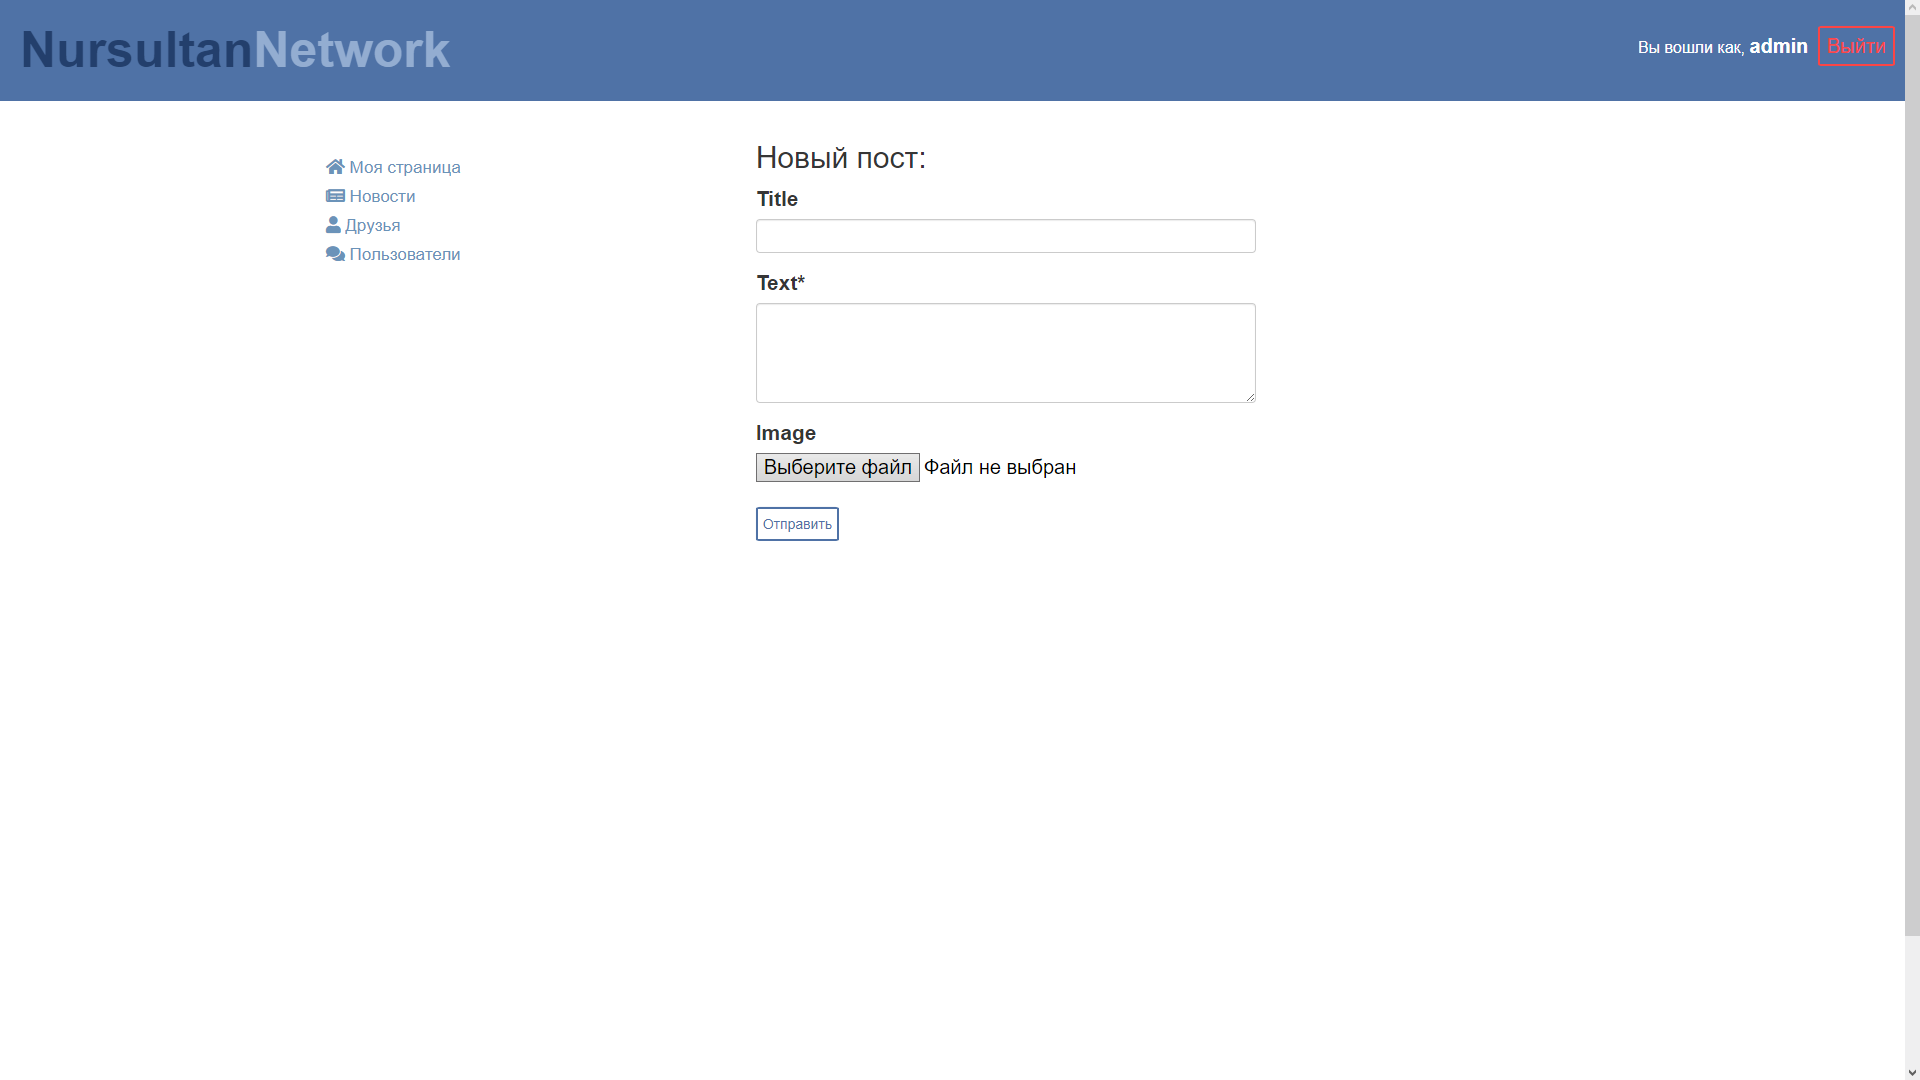 NursultanNetwork
Вы вошли как, admin Выйти
Моя страница
Новости
Друзья
Пользователи
Новый пост:
Title
Text*
Image
Выберите файл Файл не выбран
Отправить